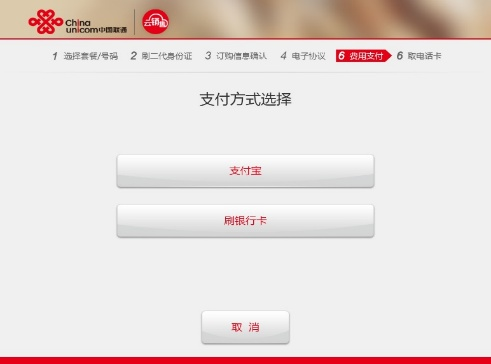 China
unicom中国联通
云销售
1 选择套餐/号码 2 刷二代身份证 3 订购信息确认 4 电子协议 6 费用支付 6 取电话卡
支付方式选择
支付宝
刷银行卡
取 消